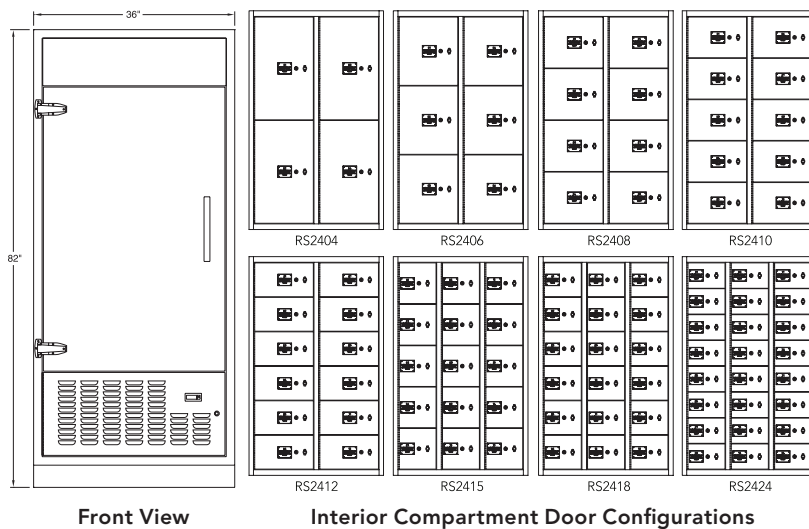 36"
82"
RS2404
RS2406
RS2408
RS2410
RS2412
RS2415
RS2418
RS2424
Front View
Interior Compartment Door Configurations